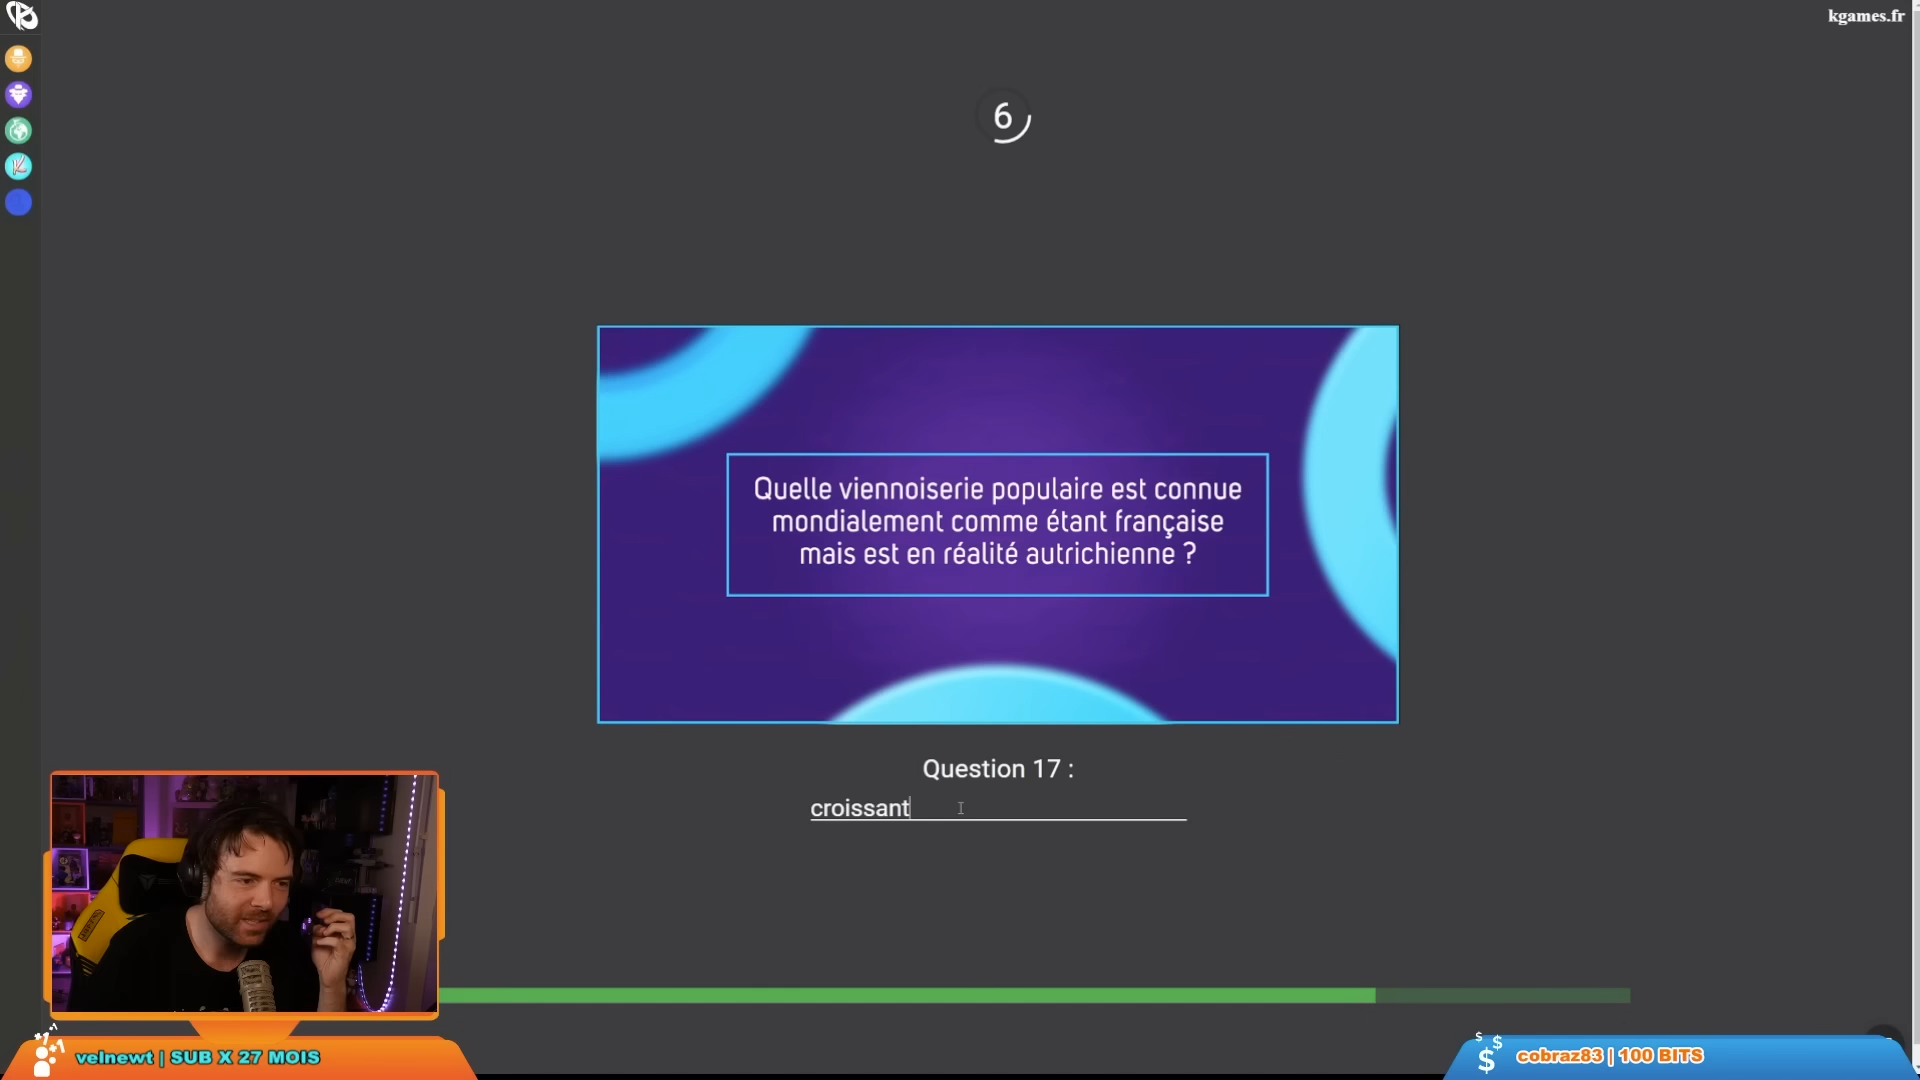 kgames.fr
6
Quelle viennoiserie populaire est connue
mondialement comme étant française
mais est en réalité autrichienne ?
Question 17 :
croissant
velnewt | SUB X 27 MOIS
cobraz83 | 100 BITS